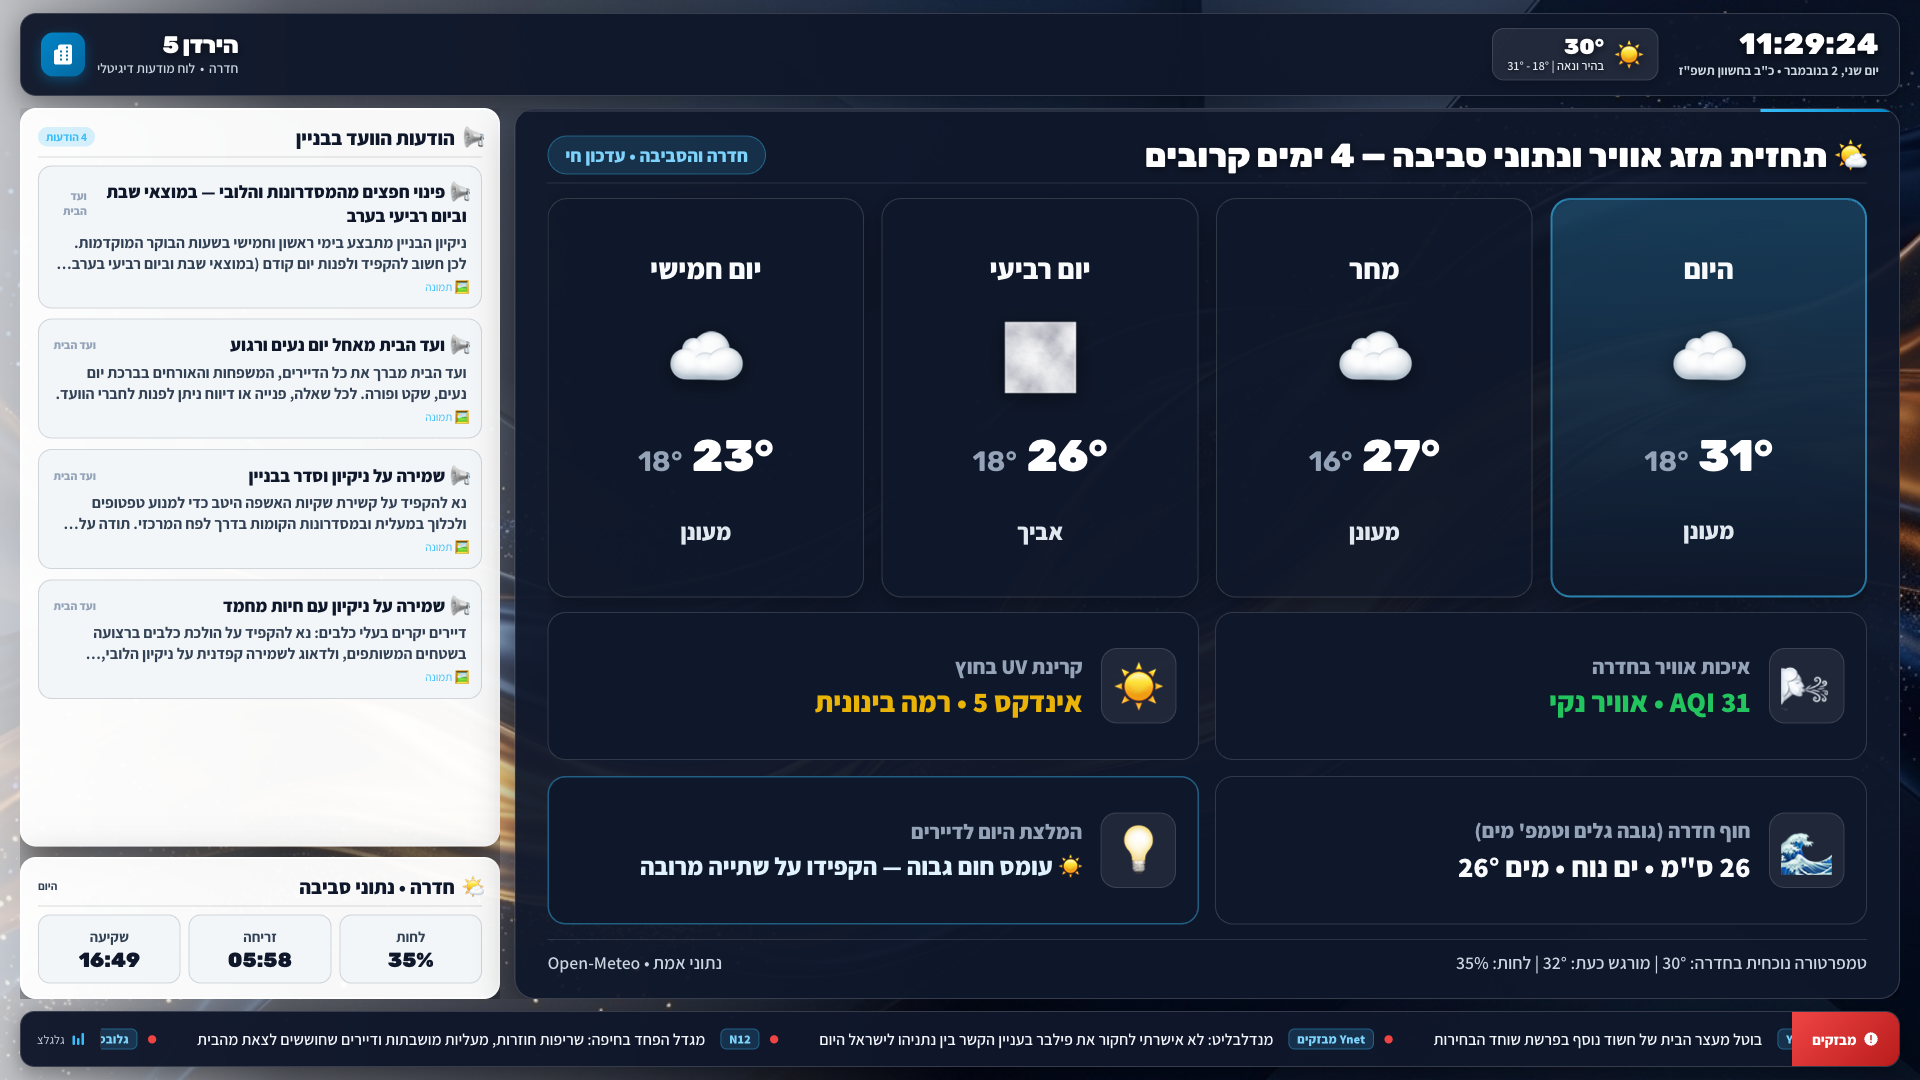 11:29:24
יום שני, 2 בנובמבר • כ"ב בחשוון תשפ"ז
30°
בהיר ונאה | 18° - 31°
הירדן 5
חדרה • לוח מודעות דיגיטלי
תחזית מזג אוויר ונתוני סביבה — 4 ימים קרובים
חדרה והסביבה • עדכון חי
היום
31° 18°
מעונן
מחר
27° 16°
מעונן
יום רביעי
26° 18°
אביך
יום חמישי
23° 18°
מעונן
איכות אוויר בחדרה
AQI 31 • אוויר נקי
קרינת UV בחוץ
אינדקס 5 • רמה בינונית
חוף חדרה (גובה גלים וטמפ' מים)
26 ס"מ • ים נוח • מים 26°
המלצת היום לדיירים
עומס חום גבוה — הקפידו על שתייה מרובה
טמפרטורה נוכחית בחדרה: 30° | מורגש כעת: 32° | לחות: 35%
נתוני אמת • Open-Meteo
הודעות הוועד בבניין
4 הודעות
פינוי חפצים מהמסדרונות והלובי — במוצאי שבת
וביום רביעי בערב
ועד
הבית
ניקיון הבניין מתבצע בימי ראשון וחמישי בשעות הבוקר המוקדמות.
לכן חשוב להקפיד ולפנות יום קודם (במוצאי שבת וביום רביעי בערב...
תמונה
ועד הבית מאחל יום נעים ורגוע
ועד הבית
ועד הבית מברך את כל הדיירים, המשפחות והאורחים בברכת יום
נעים, שקט ופורה. לכל שאלה, פנייה או דיווח ניתן לפנות לחברי הוועד.
תמונה
שמירה על ניקיון וסדר בבניין
ועד הבית
נא להקפיד על קשירת שקיות האשפה היטב כדי למנוע טפטופים
ולכלוך במעלית ובמסדרונות הקומות בדרך לפח המרכזי. תודה על...
תמונה
שמירה על ניקיון עם חיות מחמד
ועד הבית
דיירים יקרים בעלי כלבים: נא להקפיד על הולכת כלבים ברצועה
בשטחים המשותפים, ולדאוג לשמירה קפדנית על ניקיון הלובי,...
תמונה
חדרה • נתוני סביבה
היום
לחות
35%
זריחה
05:58
שקיעה
16:49
מבזקים
בוטל מעצר הבית של חשוד נוסף בפרשת שוחד הבחירות
Ynet מבזקים
מנדלבליט: לא אישרתי לחקור את פילבר בעניין הקשר בין נתניהו לישראל היום
N12
מגדל הפחד בחיפה: שריפות חוזרות, מעליות מושבתות ודיירים שחוששים לצאת מהבית
גלגלצ